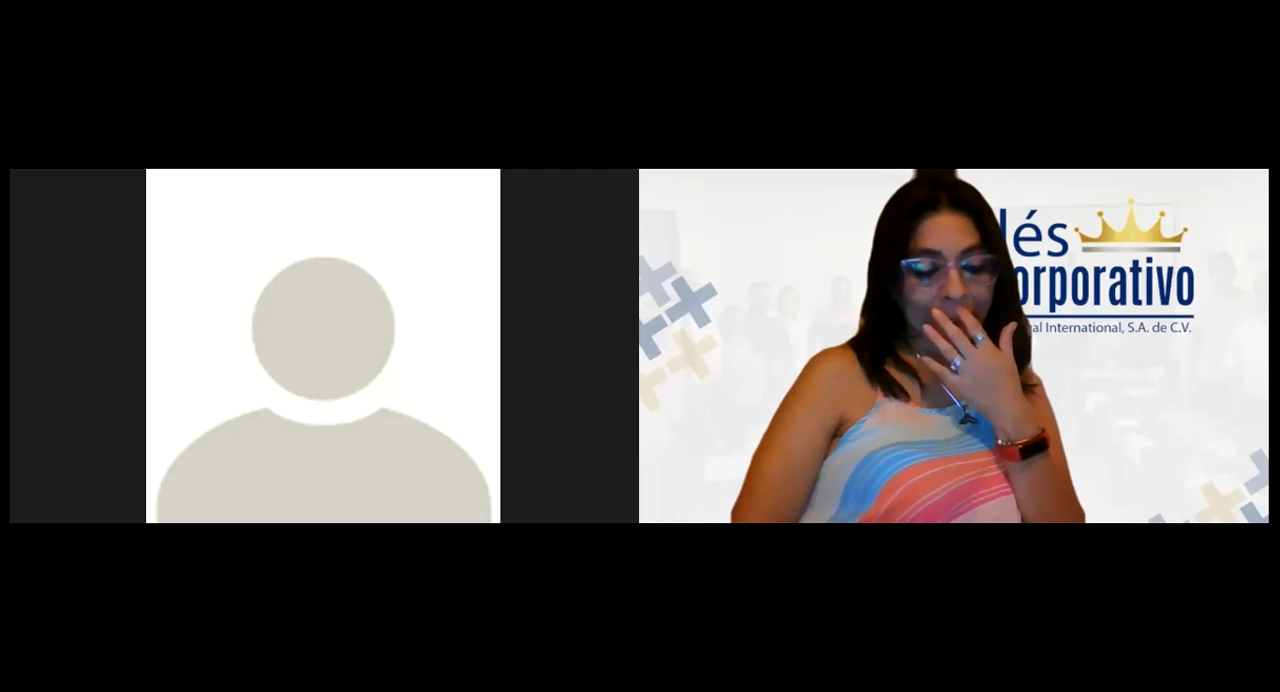 lés
orporativo
al International, S.A. de C.V.